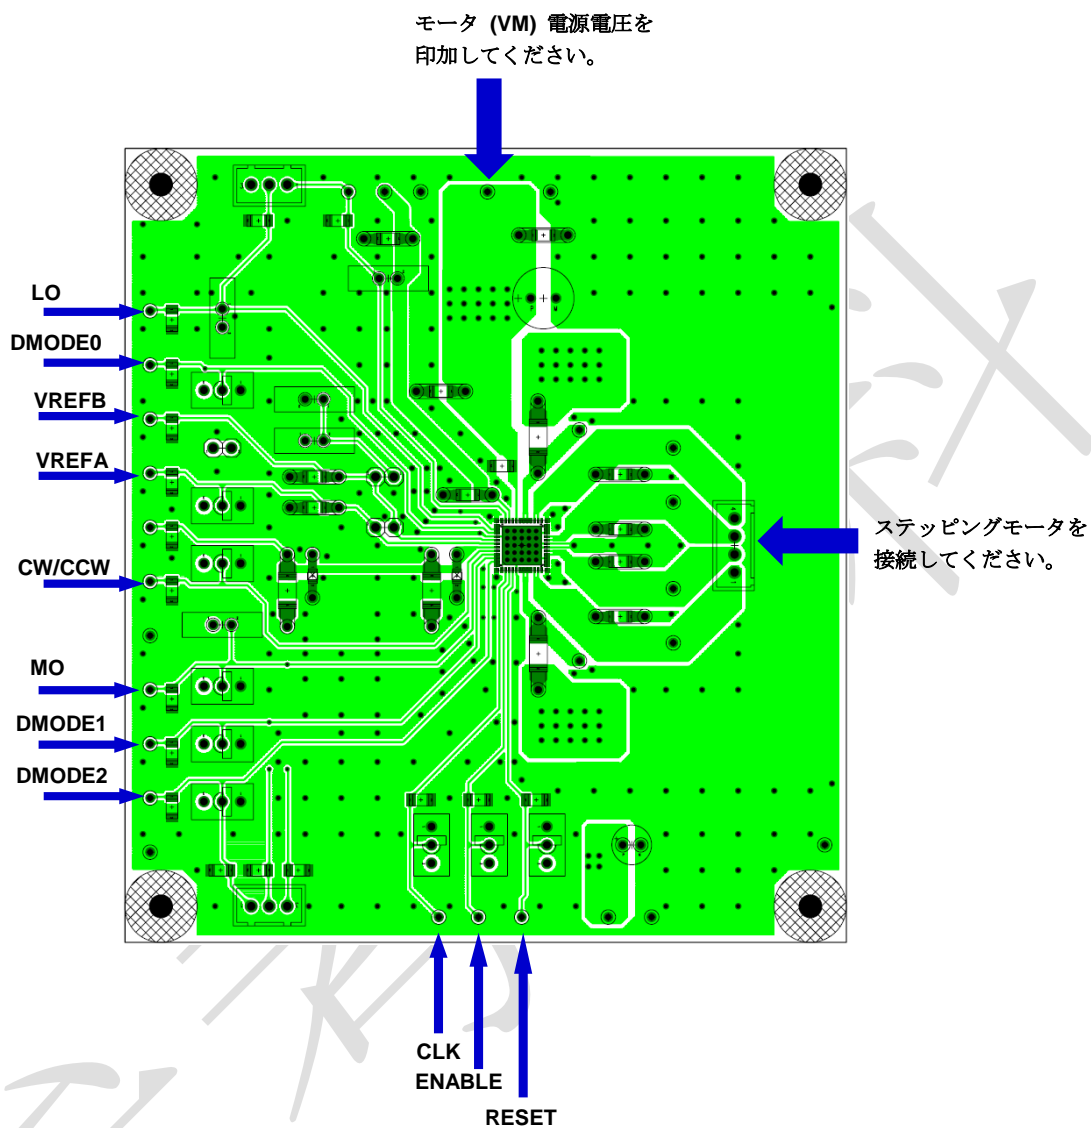 モータ (VM) 電源電圧を
印加してください。
LO
DMODE0
VREFB
VREFA
CW/CCW
MO
DMODE1
DMODE2
ステッピングモータを
接続してください。
CLK
ENABLE
RESET